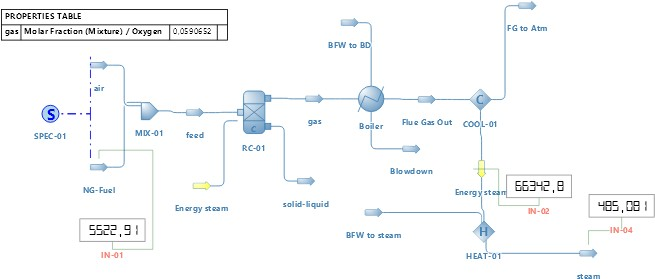 PROPERTIES TABLE
gas Molar Fraction (Mixture) / Oxygen 0,0590652
BFW to BD
FG to Atm
air
S
SPEC-01
MIX-01
feed
C
RC-01
gas
Boiler
Flue Gas Out
C
COOL-01
NG-Fuel
Energy steam
solid-liquid
Blowdown
Energy steam
66342,8
IN-02
485,081
IN-04
5522,91
IN-01
BFW to steam
H
HEAT-01
steam